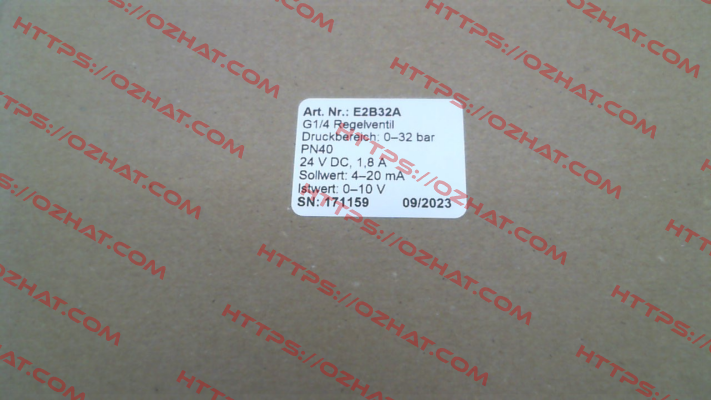 Art. Nr.: E2B32A
G1/4 Regelventil
Druckbereich: 0–32 bar
PN40
24 V DC, 1,8 A
Sollwert: 4–20 mA
Istwert: 0–10 V
SN: 171159 09/2023
HTTPS://OZHAT.COM